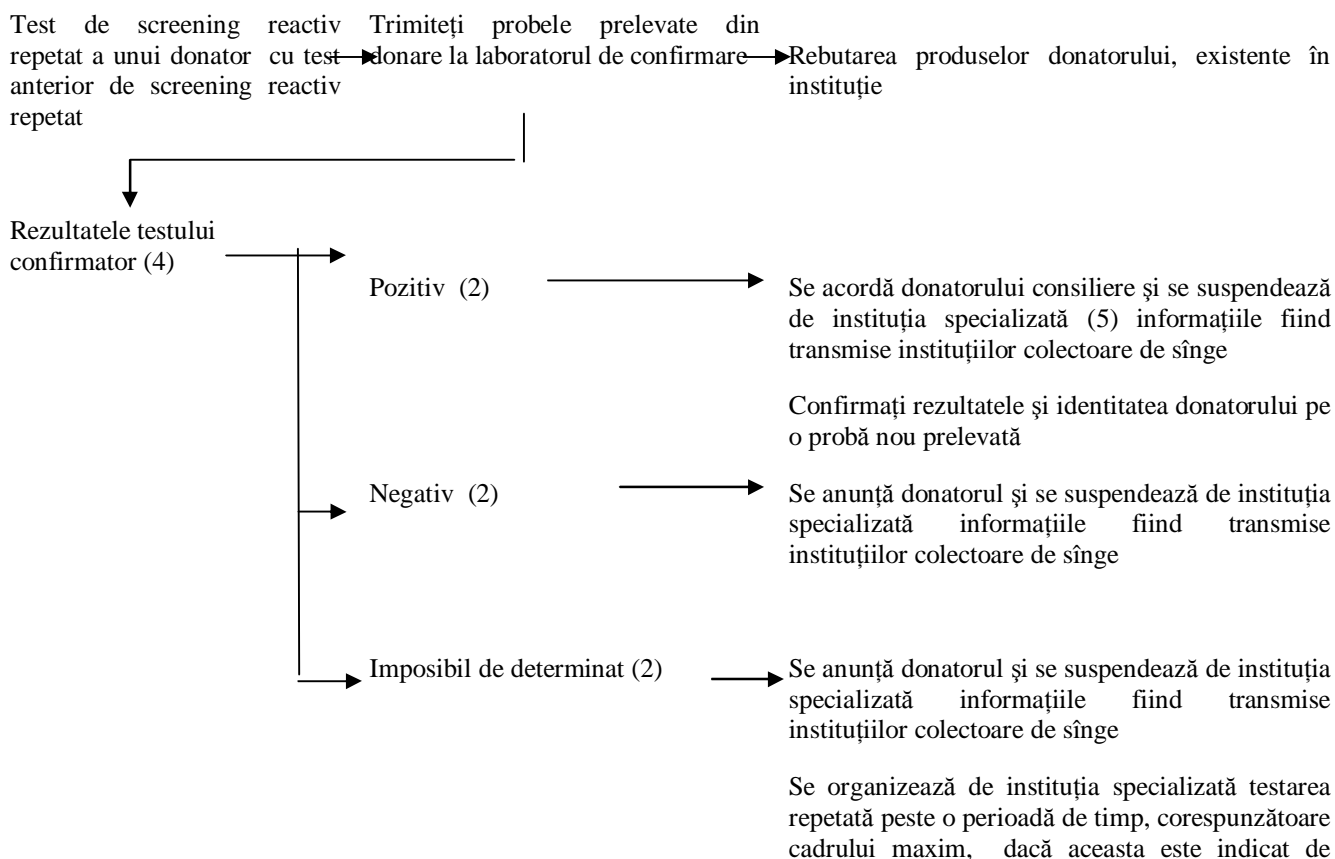 Test de screening reactiv
repetat a unui donator cu test
anterior de screening reactiv
repetat
Trimiteți probele prelevate din
donare la laboratorul de confirmare
Rebutarea produselor donatorului, existente în
instituție
Rezultatele testului
confirmator (4)
Pozitiv (2)
Se acordă donatorului consiliere şi se suspendează
de instituția specializată (5) informațiile fiind
transmise instituțiilor colectoare de sînge
Confirmați rezultatele şi identitatea donatorului pe
o probă nou prelevată
Negativ (2)
Se anunță donatorul şi se suspendează de instituția
specializată informațiile fiind transmise
instituțiilor colectoare de sînge
Imposibil de determinat (2)
Se anunță donatorul şi se suspendează de instituția
specializată informațiile fiind transmise
instituțiilor colectoare de sînge
Se organizează de instituția specializată testarea
repetată peste o perioadă de timp, corespunzătoare
cadrului maxim, dacă aceasta este indicat de